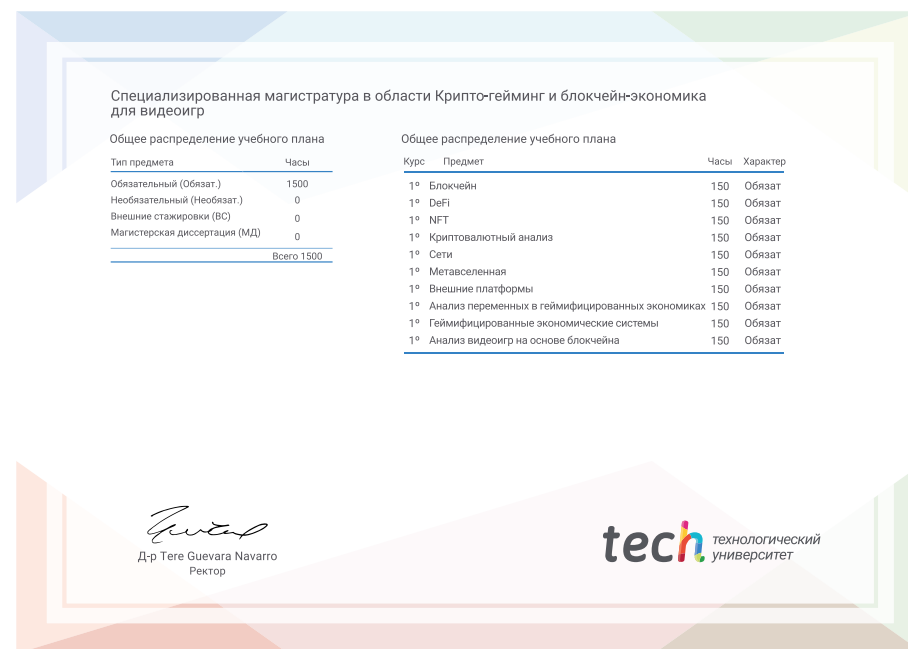 Специализированная магистратура в области Крипто-гейминг и блокчейн-экономика
для видеоигр
Общее распределение учебного плана
Тип предмета Часы
Обязательный (Обязат.) 1500
Необязательный (Необязат.) 0
Внешние стажировки (ВС) 0
Магистерская диссертация (МД) 0
Всего 1500
Общее распределение учебного плана
Курс Предмет Часы Характер
1º Блокчейн 150 Обязат
1º DeFi 150 Обязат
1º NFT 150 Обязат
1º Криптовалютный анализ 150 Обязат
1º Сети 150 Обязат
1º Метавселенная 150 Обязат
1º Внешние платформы 150 Обязат
1º Анализ переменных в геймифицированных экономиках 150 Обязат
1º Геймифицированные экономические системы 150 Обязат
1º Анализ видеоигр на основе блокчейна 150 Обязат
Д-р Tere Guevara Navarro
Ректор
tech технологический
университет